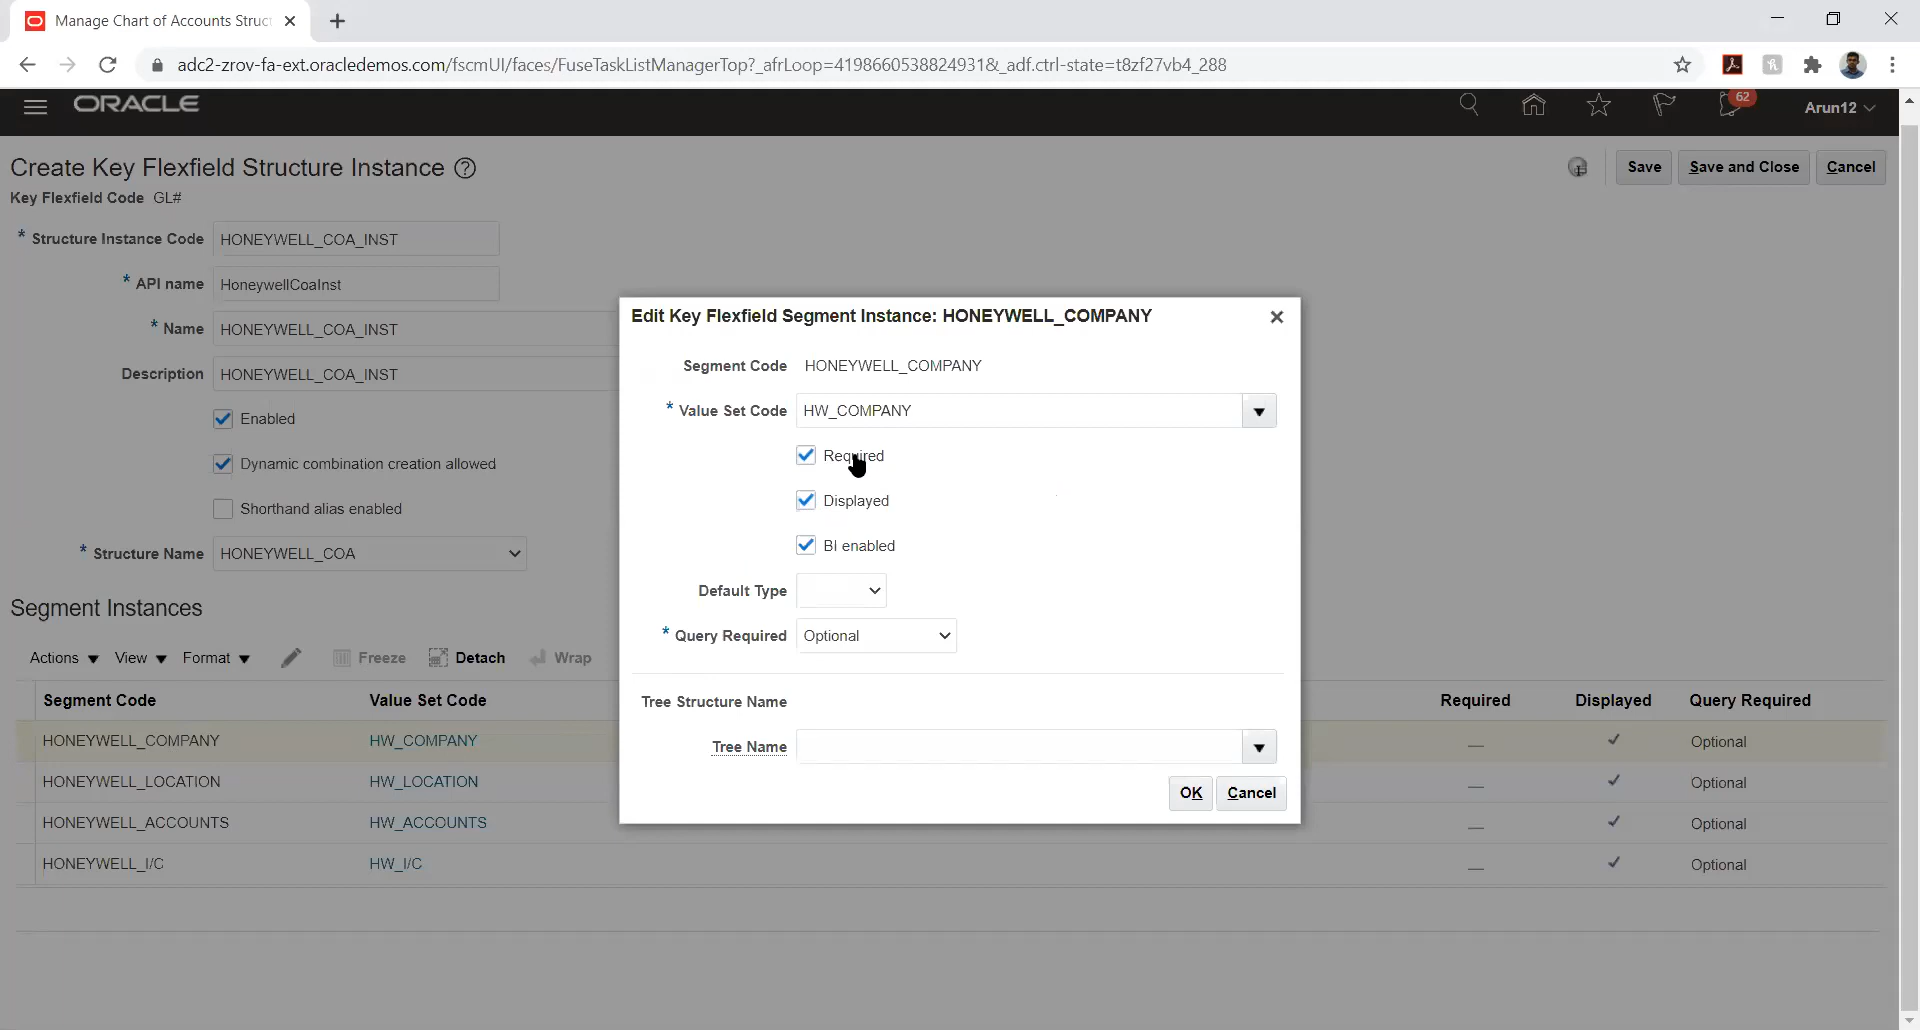 Manage Chart of Accounts Struct
adc2-zrov-fa-ext.oracledemos.com/fscmUI/faces/FuseTaskListManagerTop?_afrLoop=4198660538824931&_adf.ctrl-state=t8zf27vb4_288
ORACLE
62
Arun12
Create Key Flexfield Structure Instance
Save
Save and Close
Cancel
Key Flexfield Code GL#
* Structure Instance Code HONEYWELL_COA_INST
* API name HoneywellCoaInst
* Name HONEYWELL_COA_INST
Description HONEYWELL_COA_INST
Enabled
Dynamic combination creation allowed
Shorthand alias enabled
* Structure Name HONEYWELL_COA
Edit Key Flexfield Segment Instance: HONEYWELL_COMPANY
Segment Code HONEYWELL_COMPANY
* Value Set Code HW_COMPANY
Required
Displayed
BI enabled
Default Type
* Query Required Optional
Tree Structure Name
Tree Name
OK
Cancel
Segment Instances
Actions View Format Freeze Detach Wrap
Segment Code Value Set Code Required Displayed Query Required
HONEYWELL_COMPANY HW_COMPANY Optional
HONEYWELL_LOCATION HW_LOCATION Optional
HONEYWELL_ACCOUNTS HW_ACCOUNTS Optional
HONEYWELL_I/C HW_I/C Optional